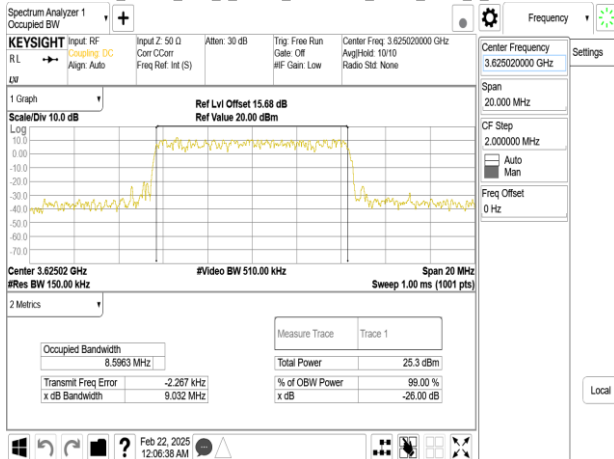 Spectrum Analyzer 1
Occupied BW
Frequency
KEYSIGHT
RL
LXI
Input: RF
Coupling: DC
Align: Auto
Input Z: 50 Ω
Corr CCorr
Freq Ref: Int (S)
Atten: 30 dB
Trig: Free Run
Gate: Off
#IF Gain: Low
Center Freq: 3.625020000 GHz
Avg|Hold: 10/10
Radio Std: None
Center Frequency
3.625020000 GHz
Settings
Span
20.000 MHz
CF Step
2.000000 MHz
Auto
Man
Freq Offset
0 Hz
Local
1 Graph
Scale/Div 10.0 dB
Ref Lvl Offset 15.68 dB
Ref Value 20.00 dBm
Log
10.0
0.00
-10.0
-20.0
-30.0
-40.0
-50.0
-60.0
-70.0
Center 3.62502 GHz
#Res BW 150.00 kHz
#Video BW 510.00 kHz
Span 20 MHz
Sweep 1.00 ms (1001 pts)
2 Metrics
Measure Trace Trace 1
Occupied Bandwidth
8.5963 MHz
Total Power 25.3 dBm
Transmit Freq Error -2.267 kHz
% of OBW Power 99.00 %
x dB Bandwidth 9.032 MHz
x dB -26.00 dB
?
Feb 22, 2025
12:06:38 AM